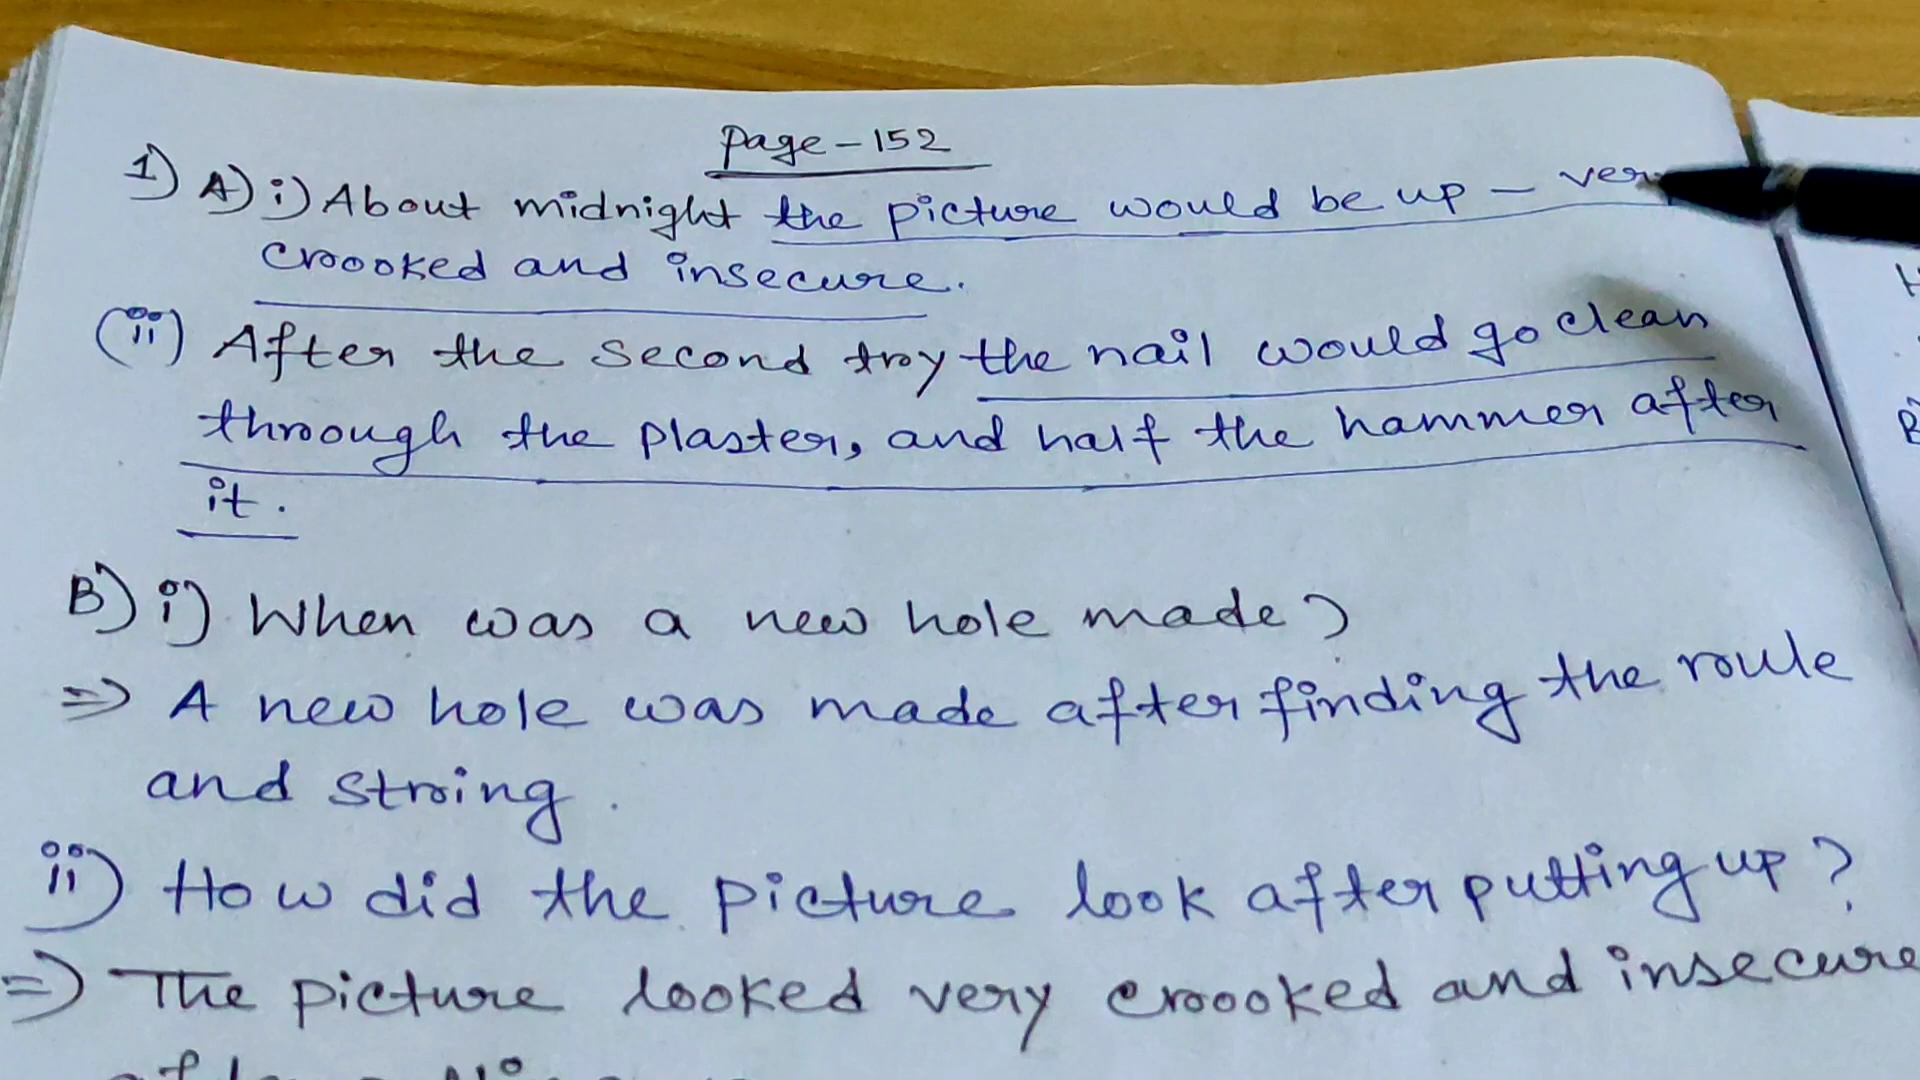 Page - 152
1) A) i) About midnight the picture would be up - very
crooked and insecure.
(ii) After the second try the nail would go clean
through the plaster, and half the hammer after
it.
B) i) When was a new hole made?
=> A new hole was made after finding the roule
and string.
ii) How did the picture look after putting up?
=> The picture looked very crooked and insecure